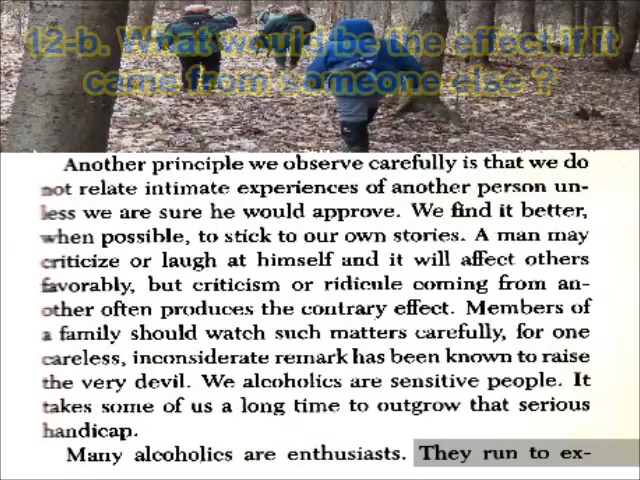 12-b. What would be the effect if it
came from someone else ?
Another principle we observe carefully is that we do
not relate intimate experiences of another person un-
less we are sure he would approve. We find it better,
when possible, to stick to our own stories. A man may
criticize or laugh at himself and it will affect others
favorably, but criticism or ridicule coming from an-
other often produces the contrary effect. Members of
a family should watch such matters carefully, for one
careless, inconsiderate remark has been known to raise
the very devil. We alcoholics are sensitive people. It
takes some of us a long time to outgrow that serious
handicap.
Many alcoholics are enthusiasts. They run to ex-